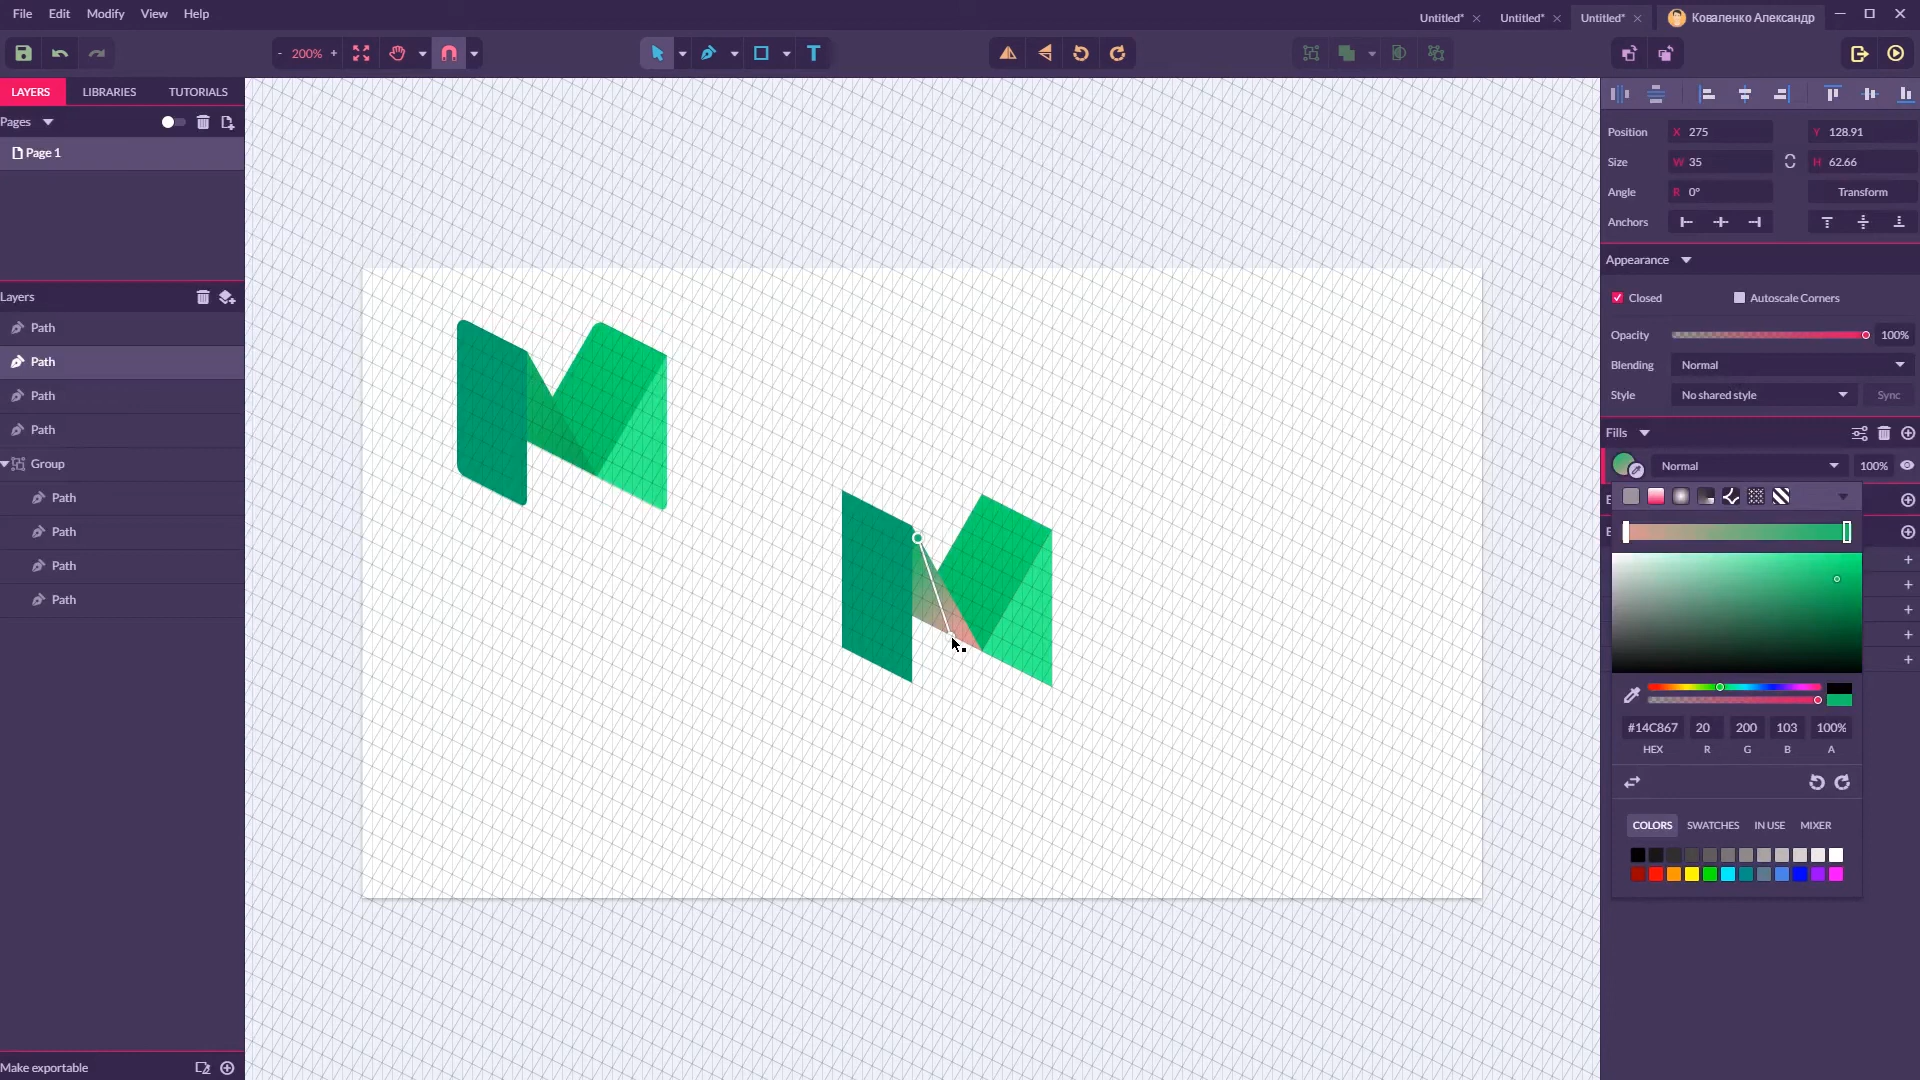 File Edit Modify View Help
Untitled* Untitled* Untitled* Коваленко Александр
- 200% +
LAYERS LIBRARIES TUTORIALS
Pages
Page 1
Layers
Path
Path
Path
Path
Group
Path
Path
Path
Path
Make exportable
Position X 275 Y 128.91
Size W 35 H 62.66
Angle R 0° Transform
Anchors
Appearance
Closed Autoscale Corners
Opacity 100%
Blending Normal
Style No shared style Sync
Fills
Normal 100%
#14C867 20 200 103 100%
HEX R G B A
COLORS SWATCHES IN USE MIXER